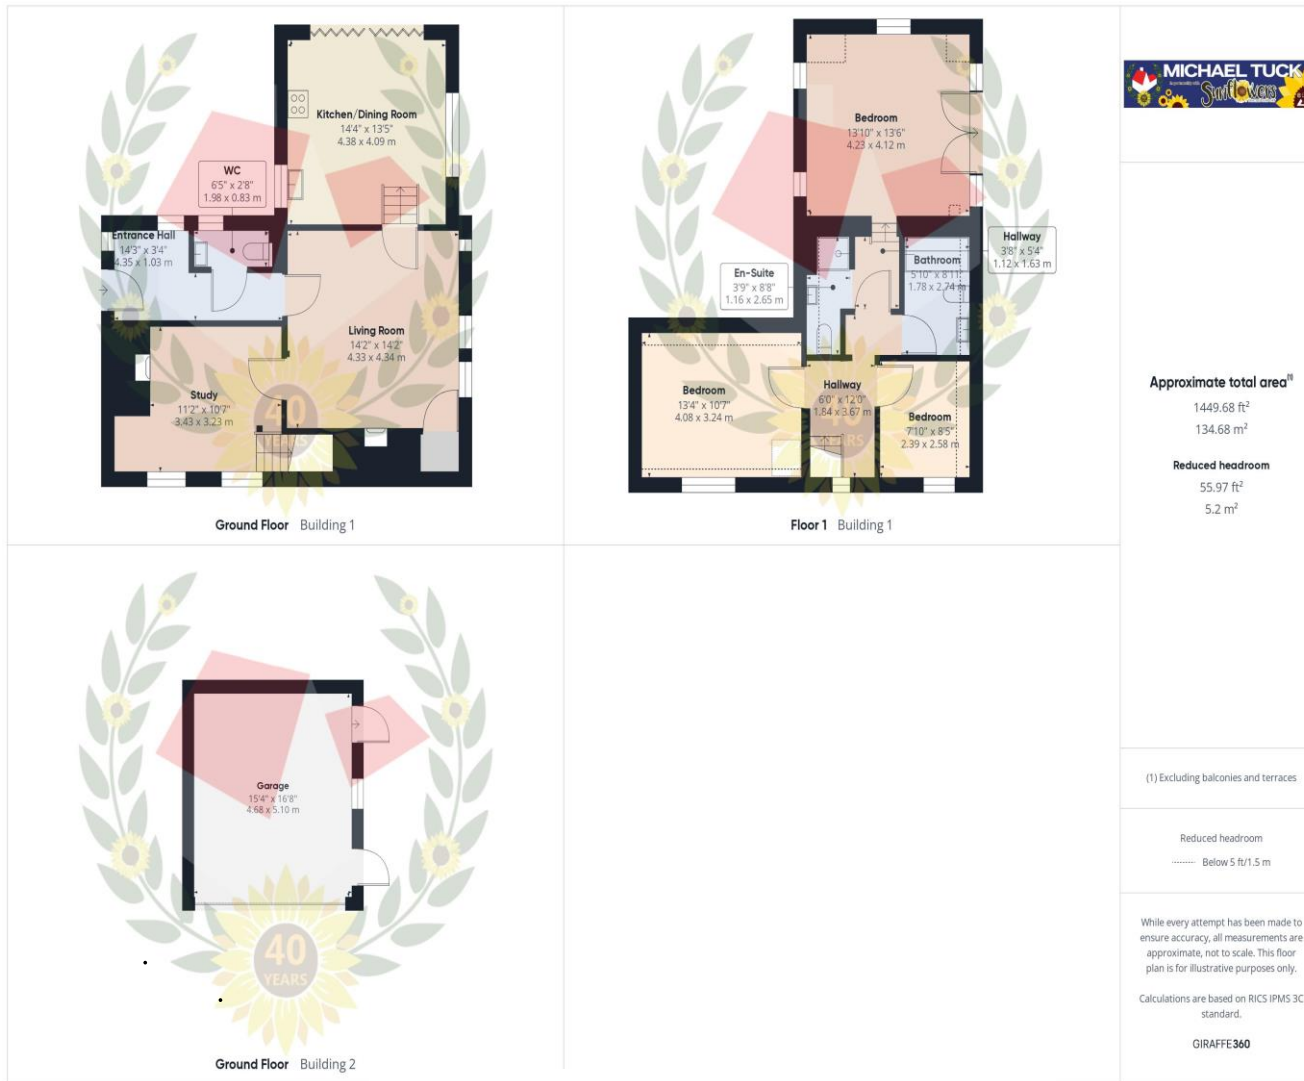 Kitchen/Dining Room
14'4" x 13'5"
4.38 x 4.09 m
WC
6'5" x 2'8"
1.98 x 0.83 m
Entrance Hall
14'3" x 3'4"
4.35 x 1.03 m
Living Room
14'2" x 14'2"
4.33 x 4.34 m
Study
11'2" x 10'7"
3.43 x 3.23 m
40
YEARS
Ground Floor Building 1
Bedroom
13'10" x 13'6"
4.23 x 4.12 m
Hallway
3'8" x 5'4"
1.12 x 1.63 m
Bathroom
5'10" x 8'11"
1.78 x 2.74 m
En-Suite
3'9" x 8'8"
1.16 x 2.65 m
Bedroom
13'4" x 10'7"
4.08 x 3.24 m
Hallway
6'0" x 12'0"
1.84 x 3.67 m
Bedroom
7'10" x 8'5"
2.39 x 2.58 m
40
YEARS
Floor 1 Building 1
Garage
15'4" x 16'8"
4.68 x 5.10 m
40
YEARS
Ground Floor Building 2
MICHAEL TUCK
Sunflowers
Approximate total area(1)
1449.68 ft²
134.68 m²
Reduced headroom
55.97 ft²
5.2 m²
(1) Excluding balconies and terraces
Reduced headroom
Below 5 ft/1.5 m
While every attempt has been made to
ensure accuracy, all measurements are
approximate, not to scale. This floor
plan is for illustrative purposes only.
Calculations are based on RICS IPMS 3C
standard.
GIRAFFE360